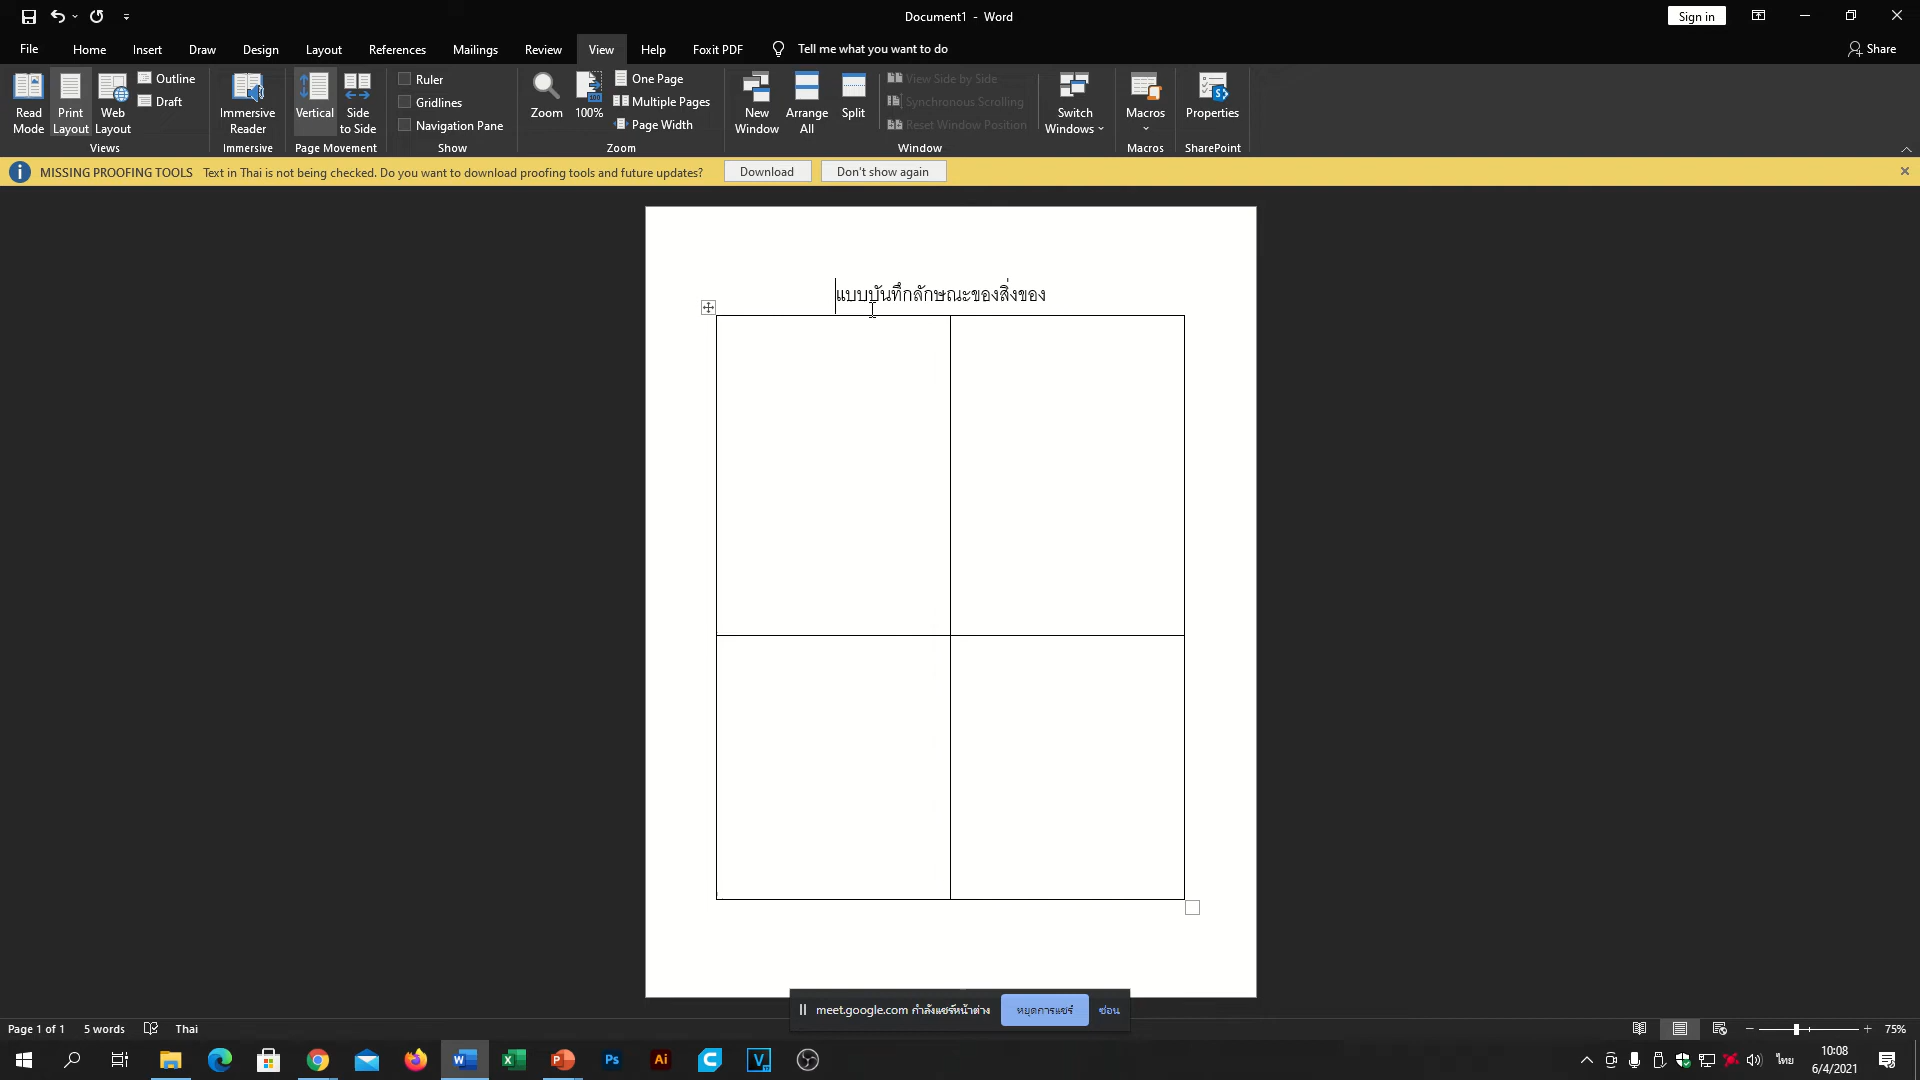 Document1 - Word
Sign in
File Home Insert Draw Design Layout References Mailings Review View Help Foxit PDF Tell me what you want to do Share
Read Mode
Print Layout
Web Layout
Outline
Draft
Views
Immersive Reader
Immersive
Vertical
Side to Side
Page Movement
Ruler
Gridlines
Navigation Pane
Show
Zoom
100
100%
One Page
Multiple Pages
Page Width
Zoom
New Window
Arrange All
Split
View Side by Side
Synchronous Scrolling
Reset Window Position
Switch Windows
Window
Macros
Macros
Properties
SharePoint
MISSING PROOFING TOOLS Text in Thai is not being checked. Do you want to download proofing tools and future updates? Download Don't show again
แบบบันทึกลักษณะของสิ่งของ
meet.google.com กำลังแชร์หน้าต่าง หยุดการแชร์ ซ่อน
Page 1 of 1 5 words Thai 75%
Ps Ai
ไทย
10:08
6/4/2021